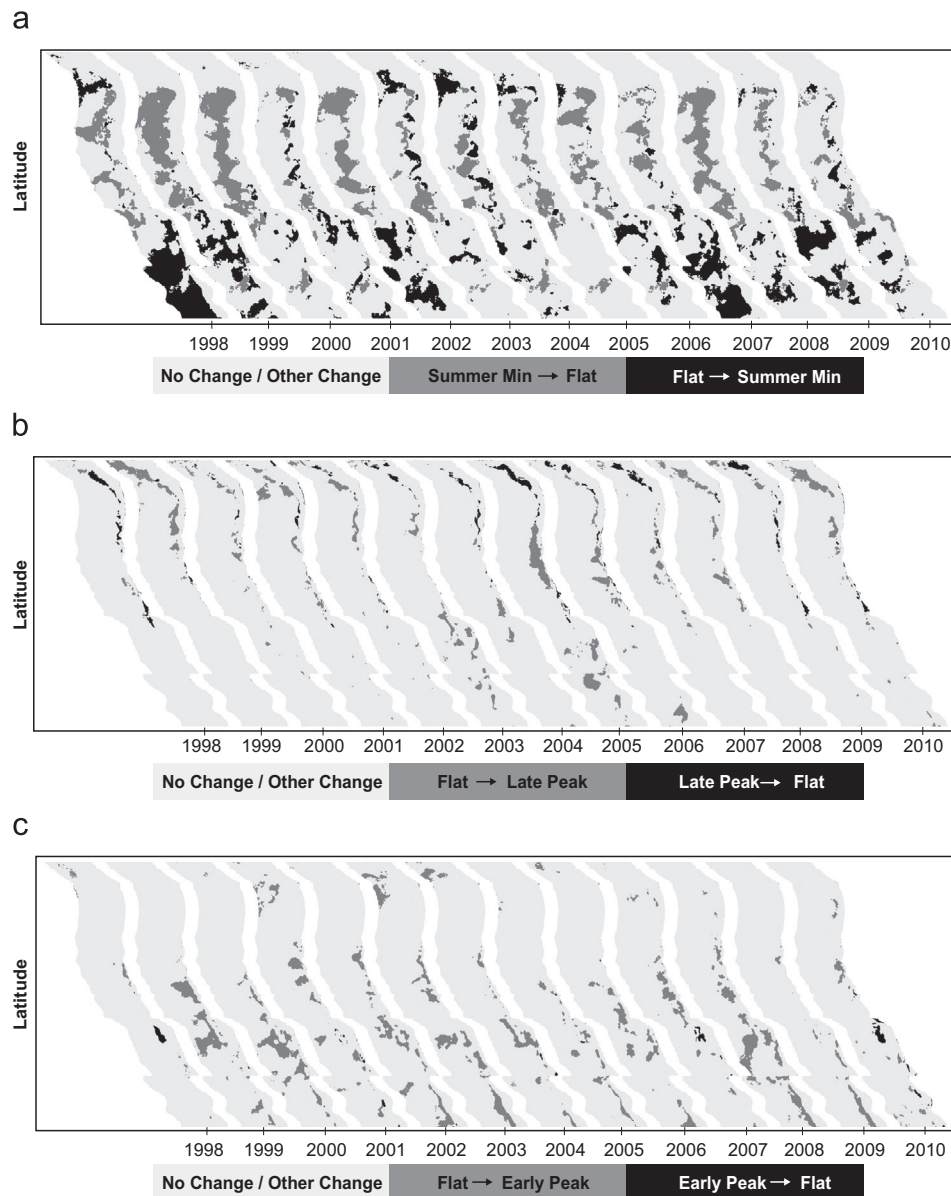 a
Latitude
1998 1999 2000 2001 2002 2003 2004 2005 2006 2007 2008 2009 2010
No Change / Other Change Summer Min → Flat Flat → Summer Min
b
Latitude
1998 1999 2000 2001 2002 2003 2004 2005 2006 2007 2008 2009 2010
No Change / Other Change Flat → Late Peak Late Peak → Flat
c
Latitude
1998 1999 2000 2001 2002 2003 2004 2005 2006 2007 2008 2009 2010
No Change / Other Change Flat → Early Peak Early Peak → Flat